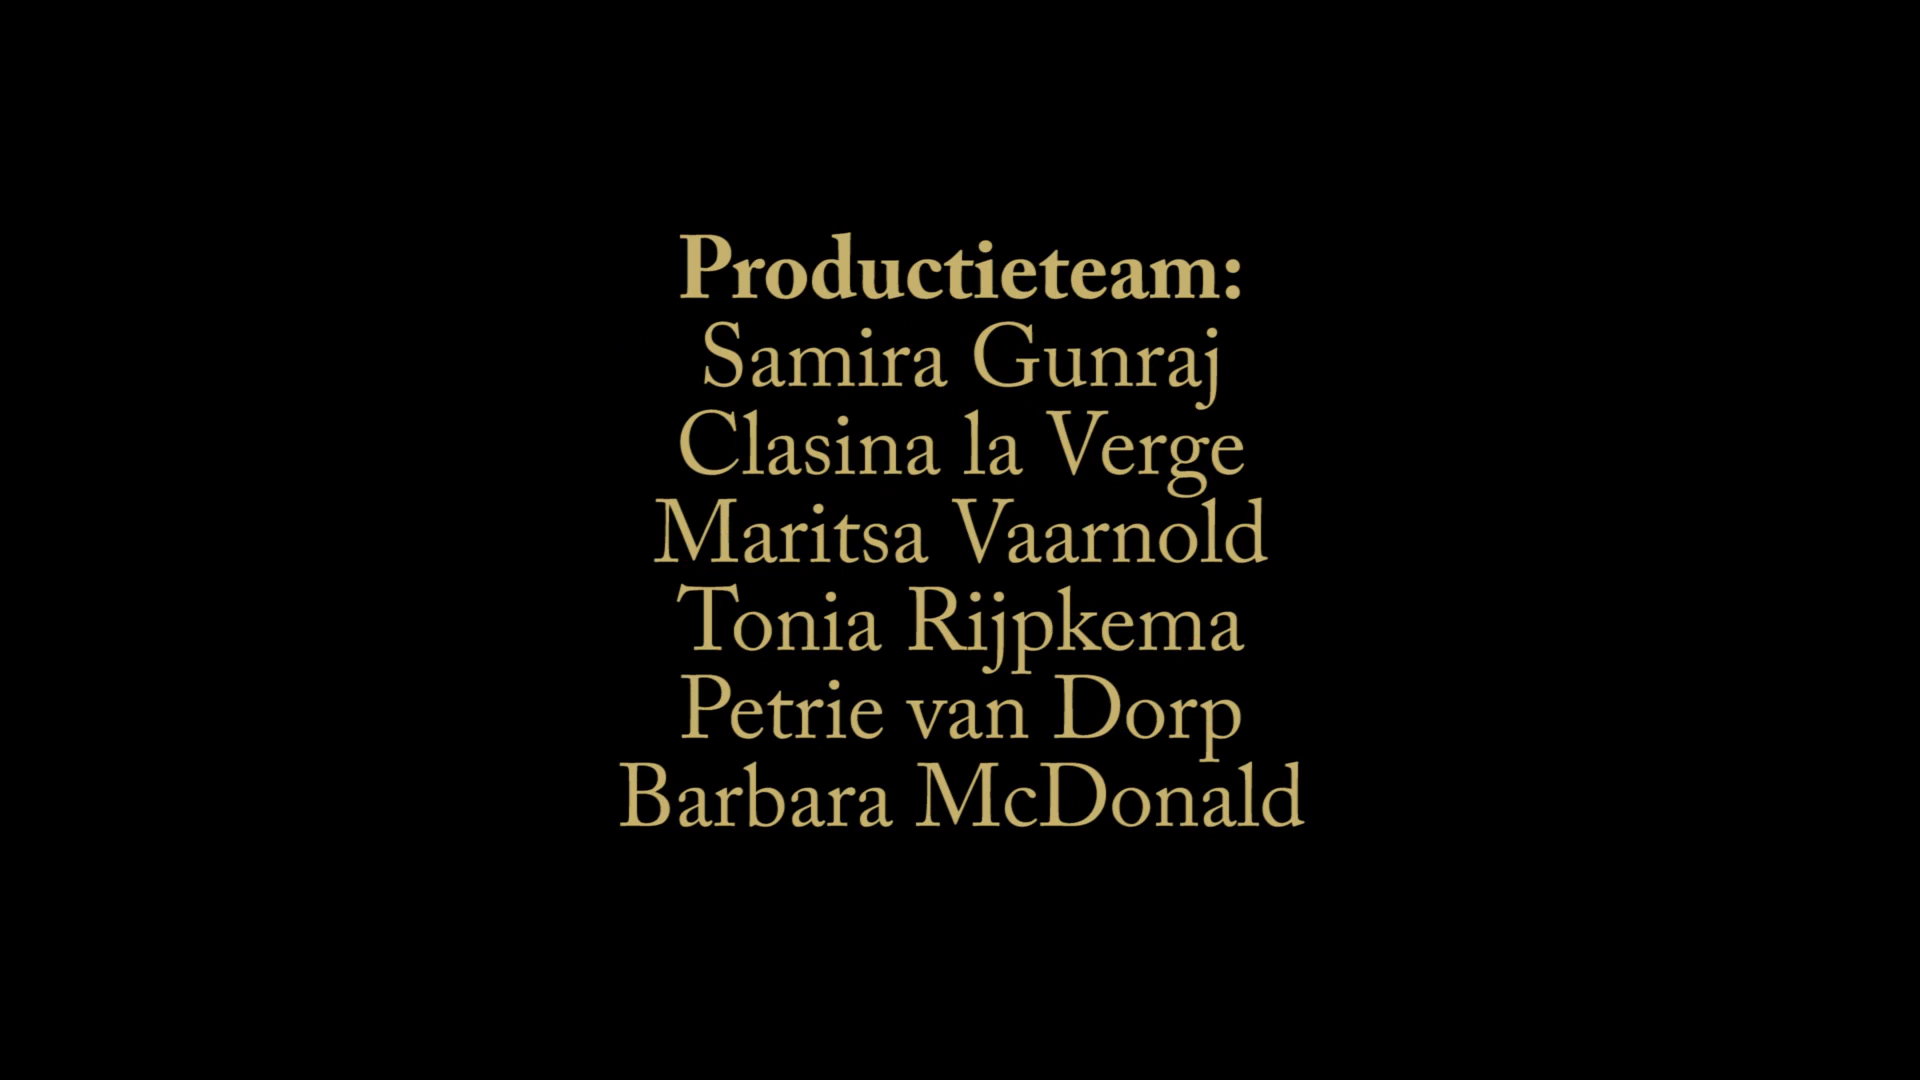 Productieteam:
Samira Gunraj
Clasina la Verge
Maritsa Vaarnold
Tonia Rijpkema
Petrie van Dorp
Barbara McDonald